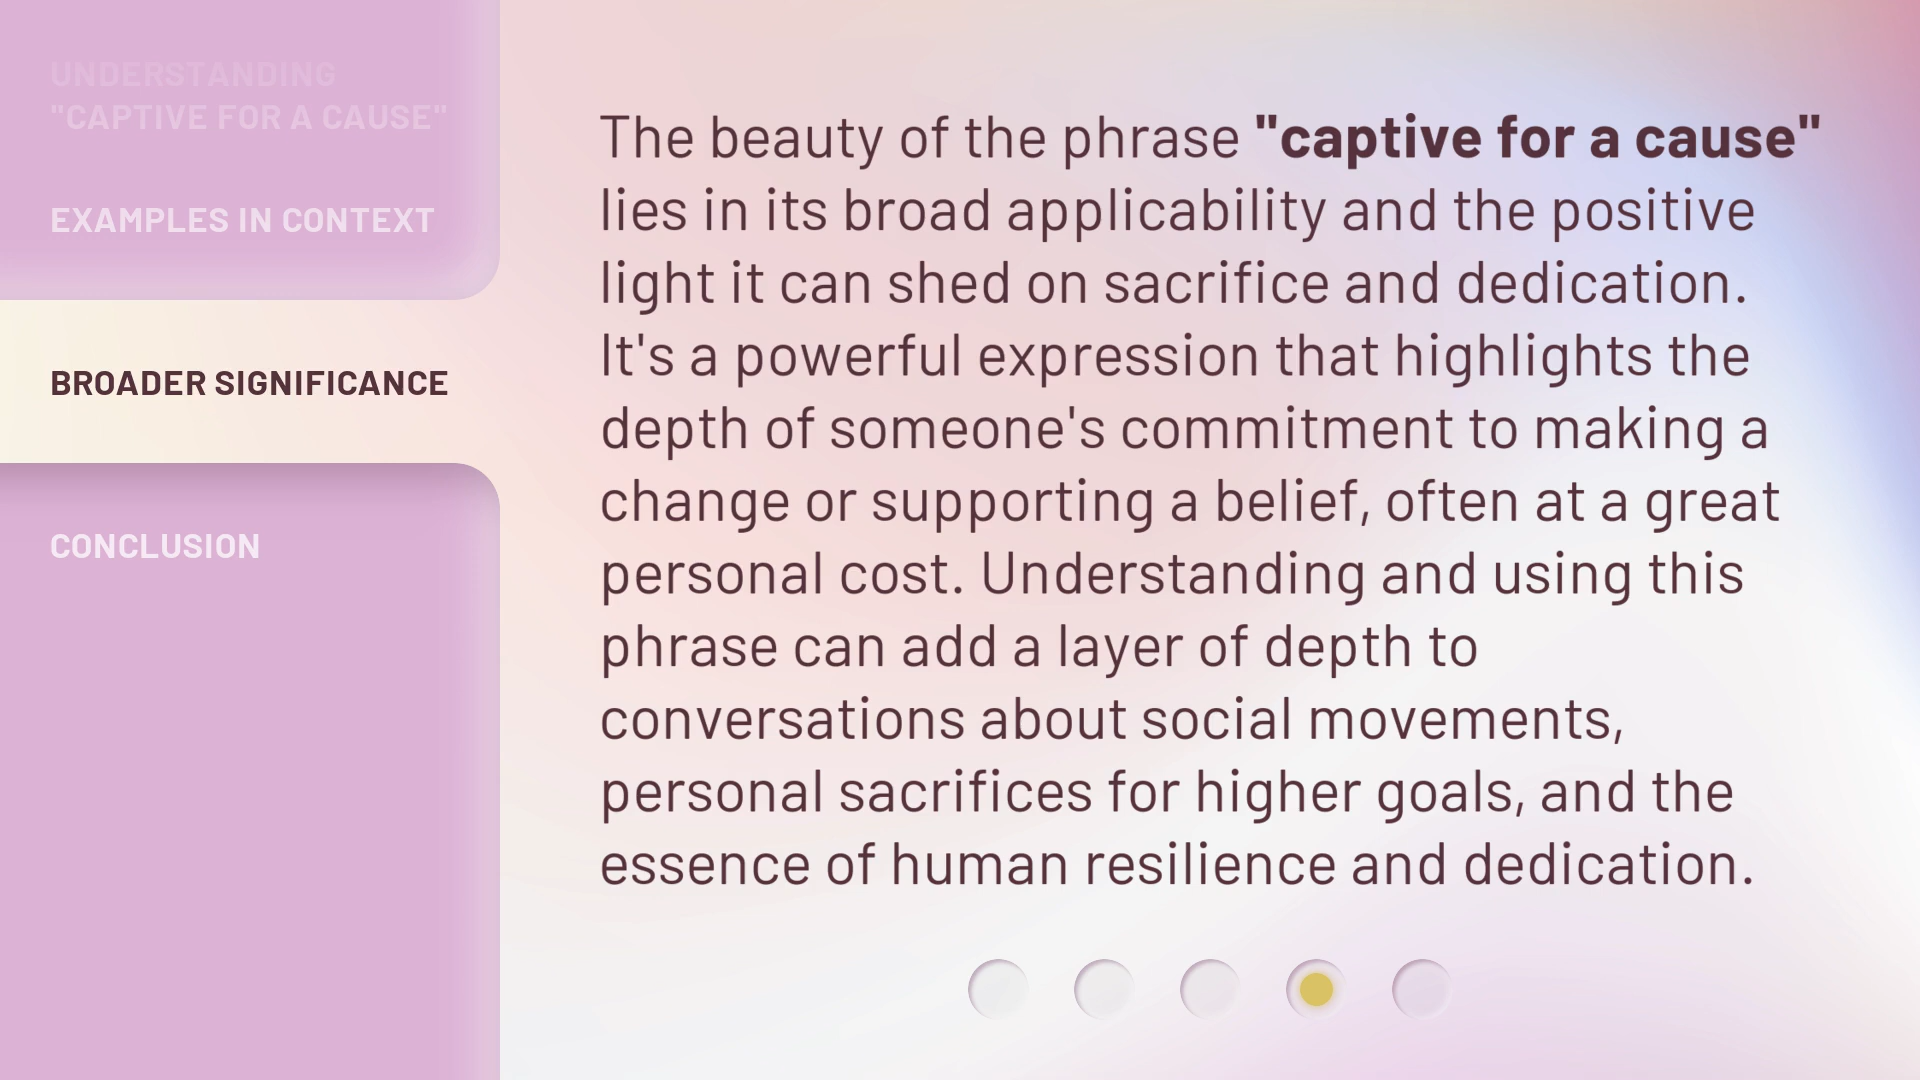 UNDERSTANDING
"CAPTIVE FOR A CAUSE"
EXAMPLES IN CONTEXT
BROADER SIGNIFICANCE
CONCLUSION
The beauty of the phrase "captive for a cause"
lies in its broad applicability and the positive
light it can shed on sacrifice and dedication.
It's a powerful expression that highlights the
depth of someone's commitment to making a
change or supporting a belief, often at a great
personal cost. Understanding and using this
phrase can add a layer of depth to
conversations about social movements,
personal sacrifices for higher goals, and the
essence of human resilience and dedication.